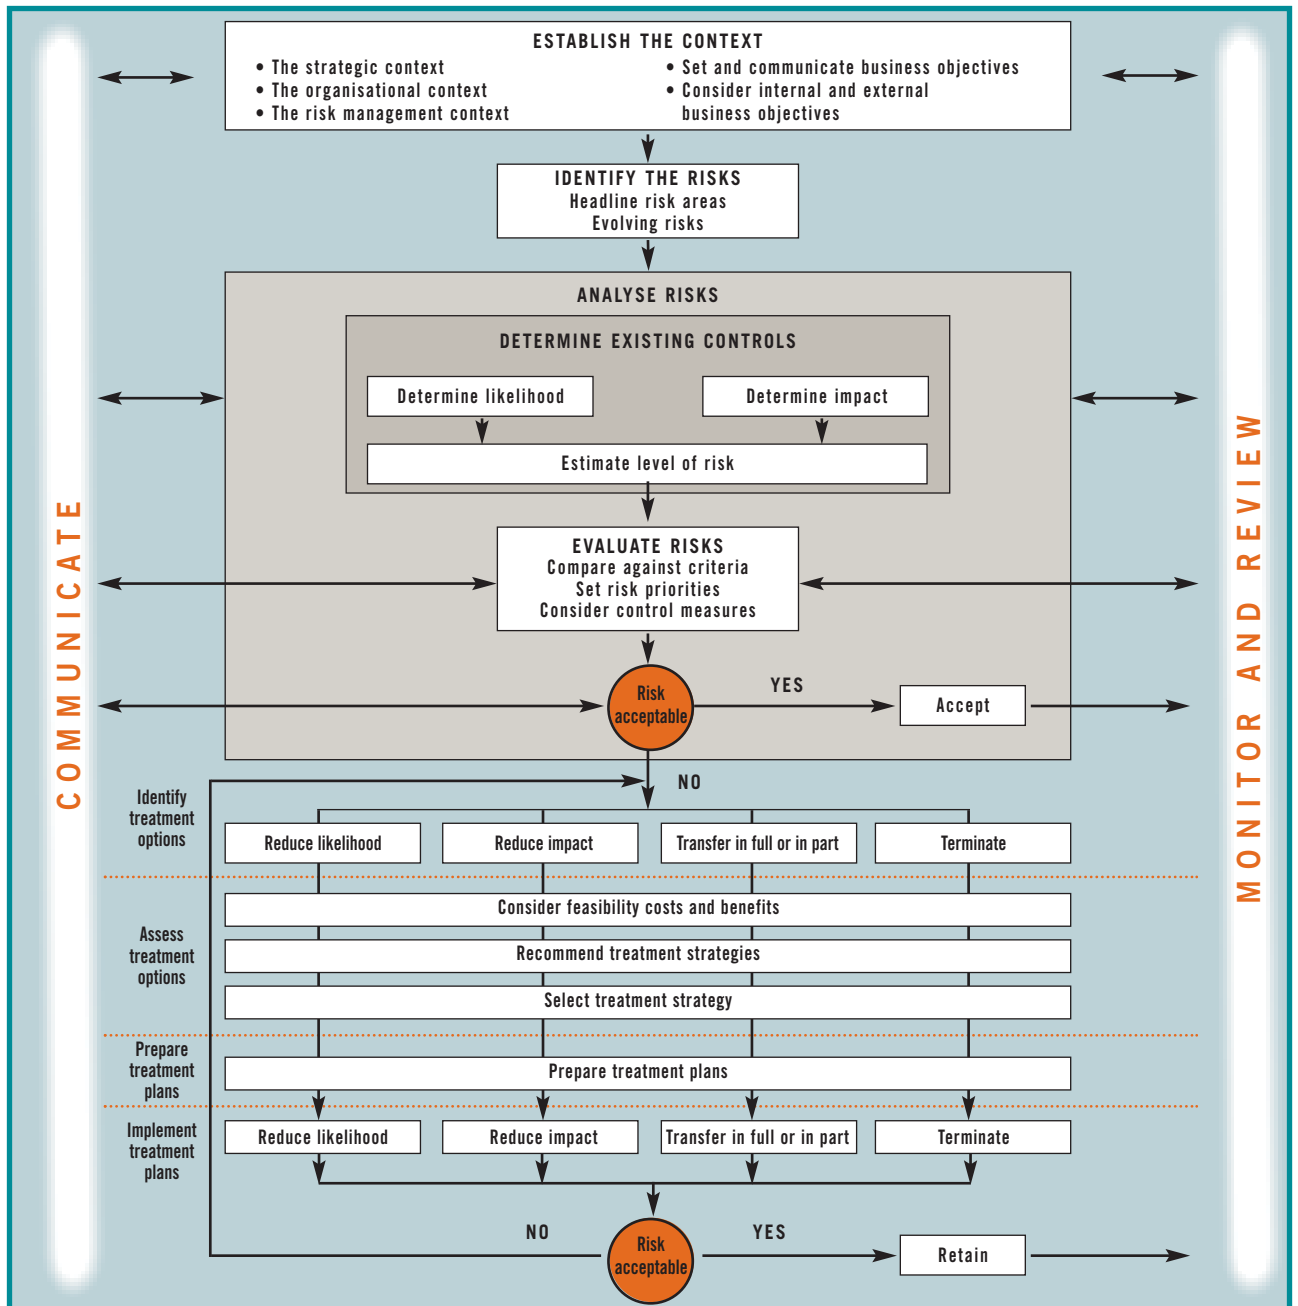 ESTABLISH THE CONTEXT
• The strategic context
• The organisational context
• The risk management context
• Set and communicate business objectives
• Consider internal and external
business objectives
IDENTIFY THE RISKS
Headline risk areas
Evolving risks
ANALYSE RISKS
DETERMINE EXISTING CONTROLS
Determine likelihood
Determine impact
Estimate level of risk
EVALUATE RISKS
Compare against criteria
Set risk priorities
Consider control measures
Risk
acceptable
YES
Accept
NO
COMMUNICATE
MONITOR AND REVIEW
Identify
treatment
options
Reduce likelihood
Reduce impact
Transfer in full or in part
Terminate
Assess
treatment
options
Consider feasibility costs and benefits
Recommend treatment strategies
Select treatment strategy
Prepare
treatment
plans
Prepare treatment plans
Implement
treatment
plans
Reduce likelihood
Reduce impact
Transfer in full or in part
Terminate
NO
Risk
acceptable
YES
Retain